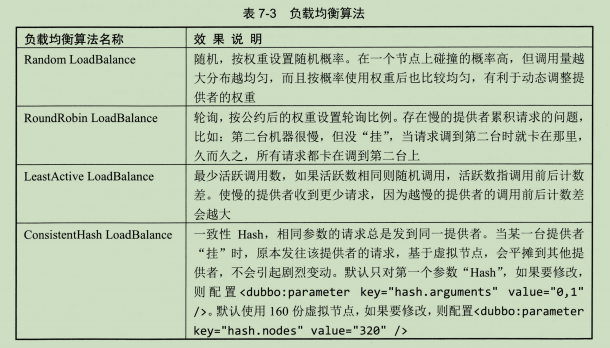 表 7-3 负载均衡算法
负载均衡算法名称 效 果 说 明
Random LoadBalance 随机，按权重设置随机概率。在一个节点上碰撞的概率高，但调用量越
大分布越均匀，而且按概率使用权重后也比较均匀，有利于动态调整提
供者的权重
RoundRobin LoadBalance 轮询，按公约后的权重设置轮询比例。存在慢的提供者累积请求的问题，
比如：第二台机器很慢，但没“挂”，当请求调到第二台时就卡在那里，
久而久之，所有请求都卡在调到第二台上
LeastActive LoadBalance 最少活跃调用数，如果活跃数相同则随机调用，活跃数指调用前后计数
差。使慢的提供者收到更少请求，因为越慢的提供者的调用前后计数差
会越大
ConsistentHash LoadBalance 一致性 Hash，相同参数的请求总是发到同一提供者。当某一台提供者
“挂”时，原本发往该提供者的请求，基于虚拟节点，会平摊到其他提
供者，不会引起剧烈变动。默认只对第一个参数“Hash”，如果要修改，
则配置<dubbo:parameter key="hash.arguments" value="0,1"
/>。默认使用 160 份虚拟节点，如果要修改，则配置<dubbo:parameter
key="hash.nodes" value="320" />